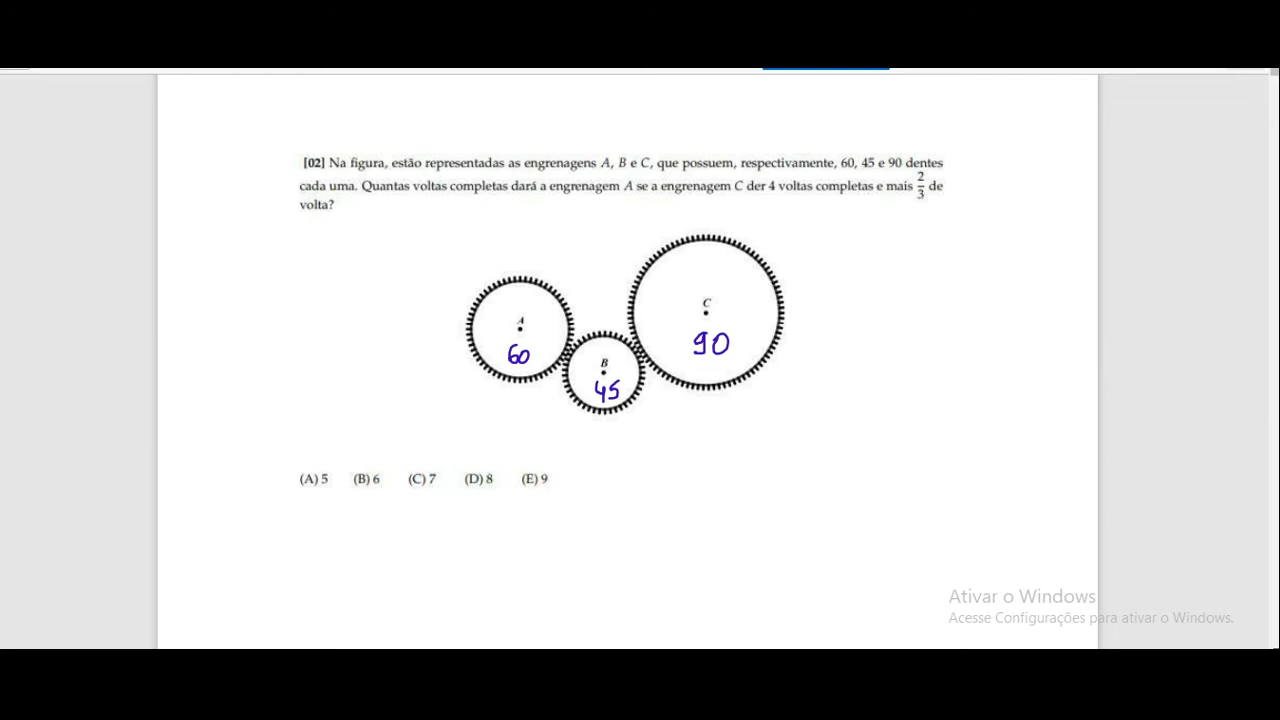 [02] Na figura, estão representadas as engrenagens A, B e C, que possuem, respectivamente, 60, 45 e 90 dentes
cada uma. Quantas voltas completas dará a engrenagem A se a engrenagem C der 4 voltas completas e mais 2/3 de
volta?
C
90
A
60
B
45
(A) 5 (B) 6 (C) 7 (D) 8 (E) 9
Ativar o Windows
Acesse Configurações para ativar o Windows.